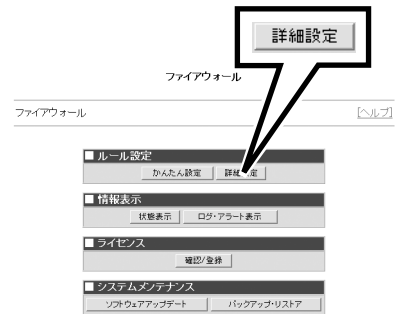 詳細設定
ファイアウォール
ファイアウォール [ヘルプ]
■ ルール設定
かんたん設定 詳細設定
■ 情報表示
状態表示 ログ・アラート表示
■ ライセンス
確認/登録
■ システムメンテナンス
ソフトウェアアップデート バックアップ・リストア